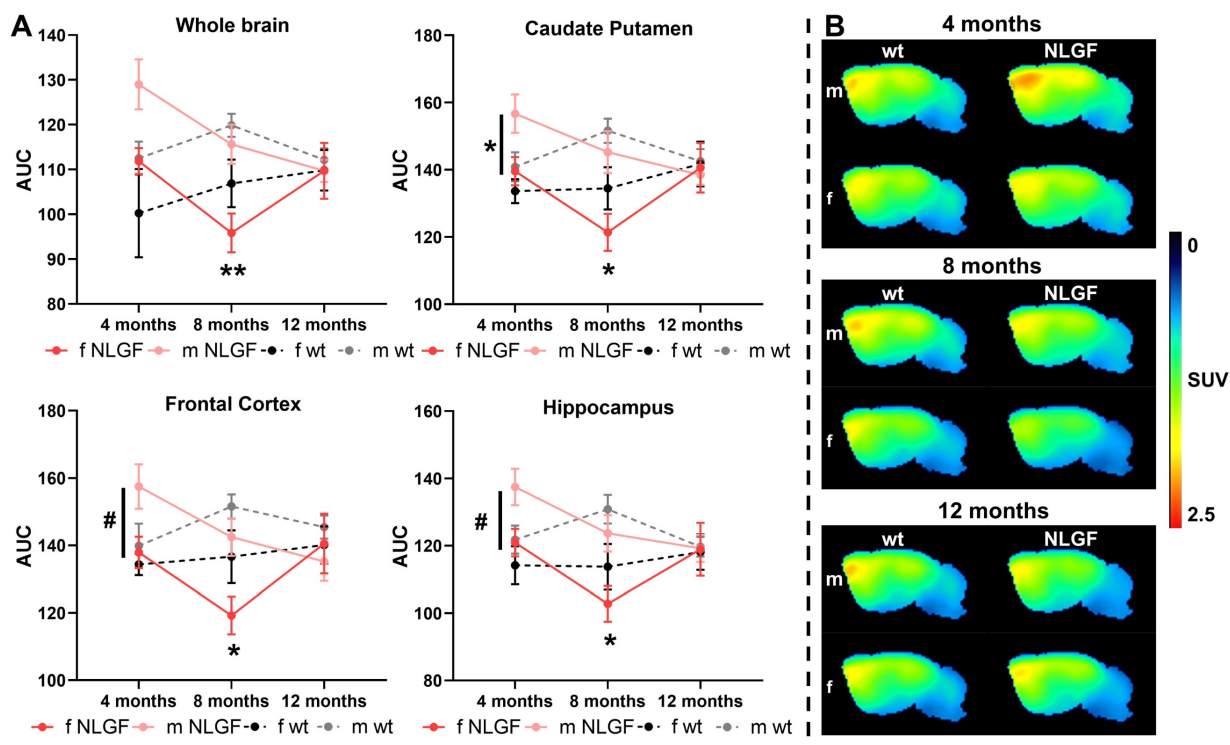 A
Whole brain
AUC
140
130
120
110
100
90
80
**
4 months 8 months 12 months
f NLGF m NLGF f wt m wt
Caudate Putamen
AUC
180
160
140
120
100
*
*
4 months 8 months 12 months
f NLGF m NLGF f wt m wt
Frontal Cortex
AUC
180
160
140
120
100
#
*
4 months 8 months 12 months
f NLGF m NLGF f wt m wt
Hippocampus
AUC
160
140
120
100
80
#
*
4 months 8 months 12 months
f NLGF m NLGF f wt m wt
B
4 months
wt NLGF
m
f
8 months
wt NLGF
m
f
12 months
wt NLGF
m
f
0
SUV
2.5